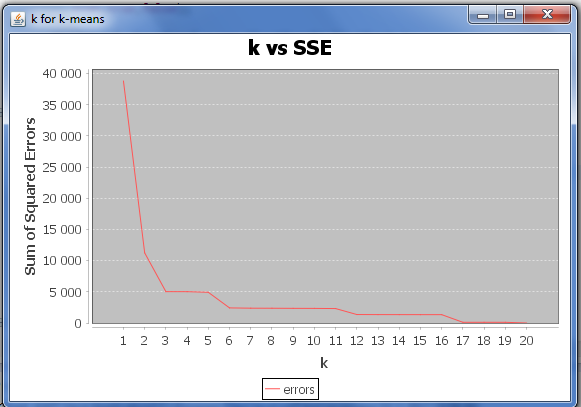 k for k-means
k vs SSE
Sum of Squared Errors
40 000
35 000
30 000
25 000
20 000
15 000
10 000
5 000
0
1 2 3 4 5 6 7 8 9 10 11 12 13 14 15 16 17 18 19 20
k
errors